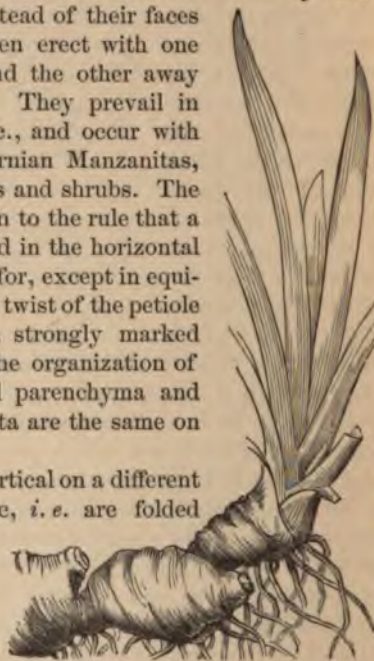 tead of their faces
en erect with one
d the other away
They prevail in
e., and occur with
rnian Manzanitas,
s and shrubs. The
n to the rule that a
d in the horizontal
for, except in equi-
twist of the petiole
strongly marked
he organization of
parenchyma and
ta are the same on
rtical on a different
c, i. e. are folded